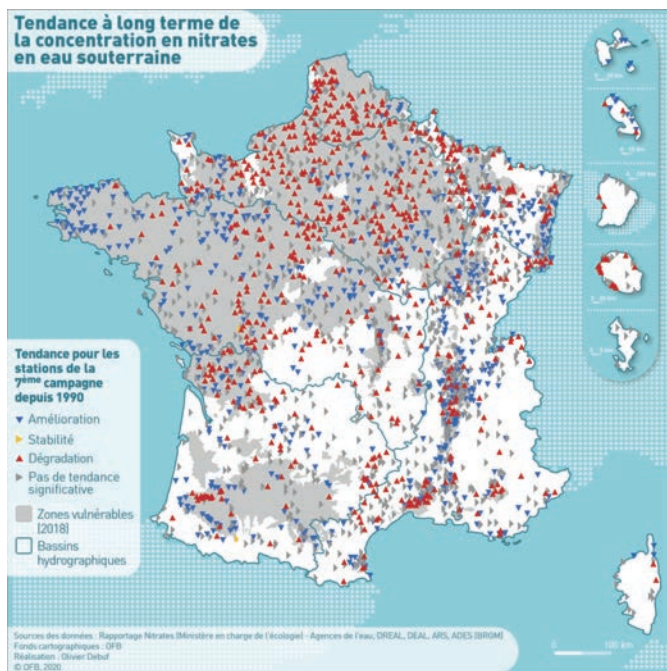 Tendance à long terme de
la concentration en nitrates
en eau souterraine
Tendance pour les
stations de la
7ème campagne
depuis 1990
Amélioration
Stabilité
Dégradation
Pas de tendance
significative
Zones vulnérables
(2018)
Bassins
hydrographiques
Sources des données : Rapportage Nitrates (Ministère en charge de l'écologie) - Agences de l'eau, DREAL, DEAL, ARS, ADES (BRGM)
Fonds cartographiques : OFB
Réalisation : Olivier Debuf
© OFB, 2020
0 100 km